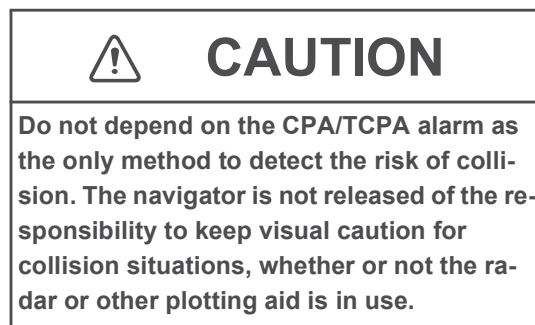 CAUTION
Do not depend on the CPA/TCPA alarm as
the only method to detect the risk of colli-
sion. The navigator is not released of the re-
sponsibility to keep visual caution for
collision situations, whether or not the ra-
dar or other plotting aid is in use.